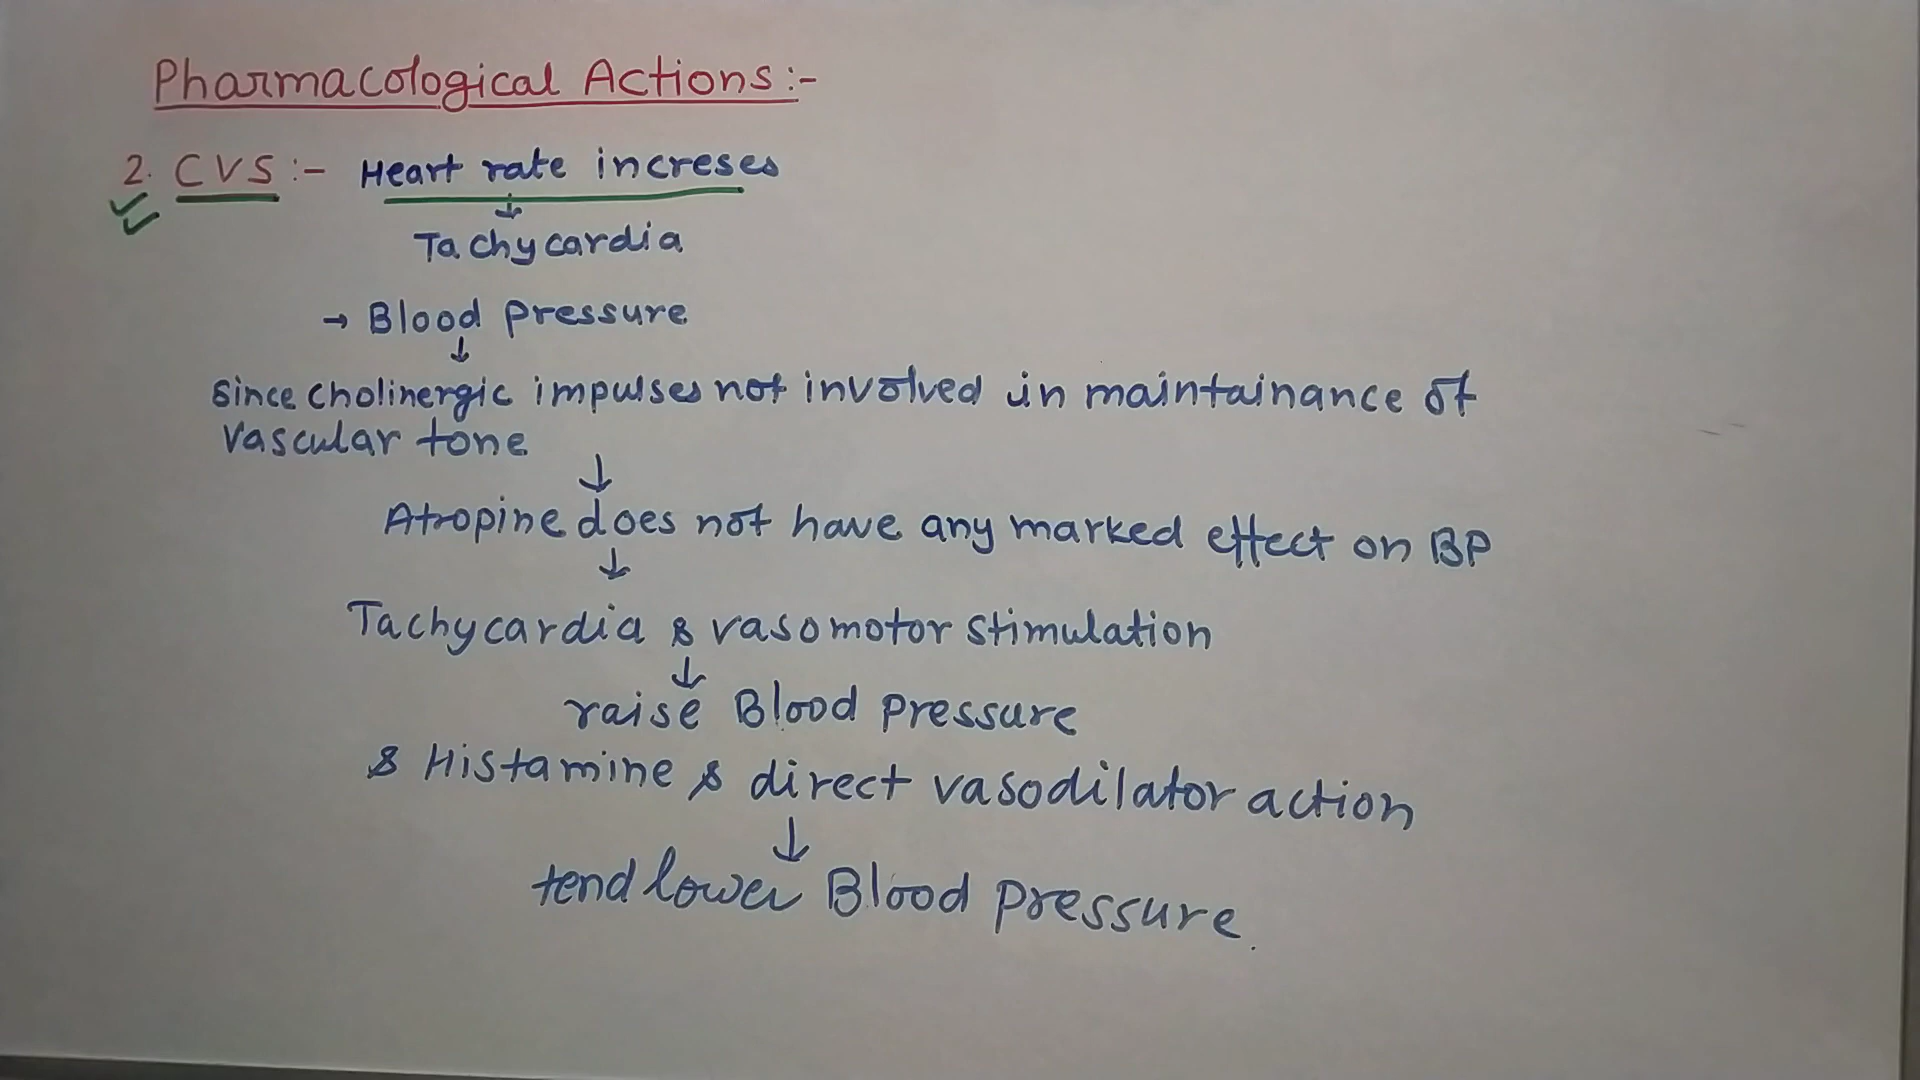 Pharmacological Actions:-
2. CVS:- Heart rate increses
↓
Tachycardia
→ Blood Pressure
↓
Since cholinergic impulses not involved in maintainance of
vascular tone
↓
Atropine does not have any marked effect on BP
↓
Tachycardia & vasomotor stimulation
↓
raise Blood Pressure
& Histamine & direct vasodilator action
↓
tend lower Blood Pressure.